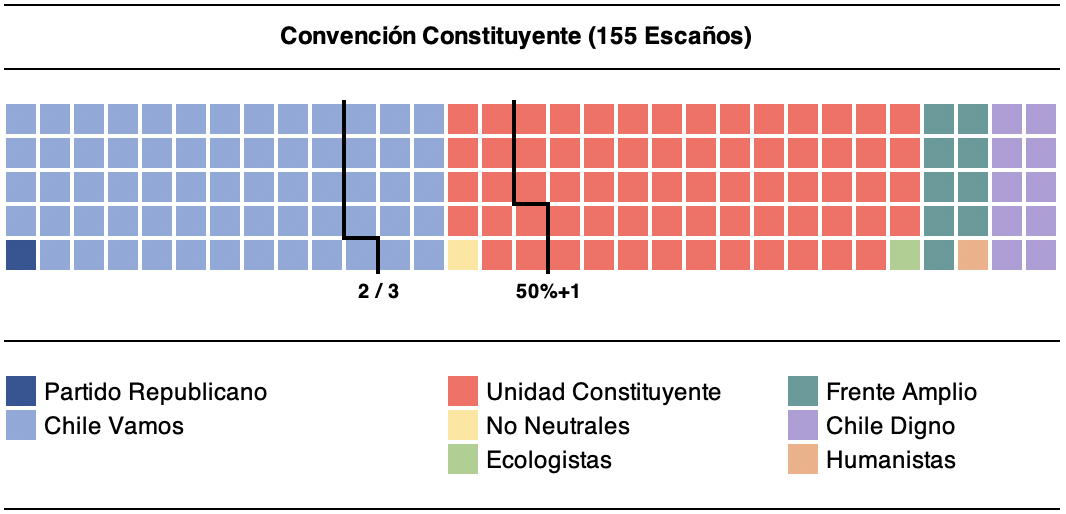 Convención Constituyente (155 Escaños)
2 / 3
50%+1
Partido Republicano
Chile Vamos
Unidad Constituyente
No Neutrales
Ecologistas
Frente Amplio
Chile Digno
Humanistas